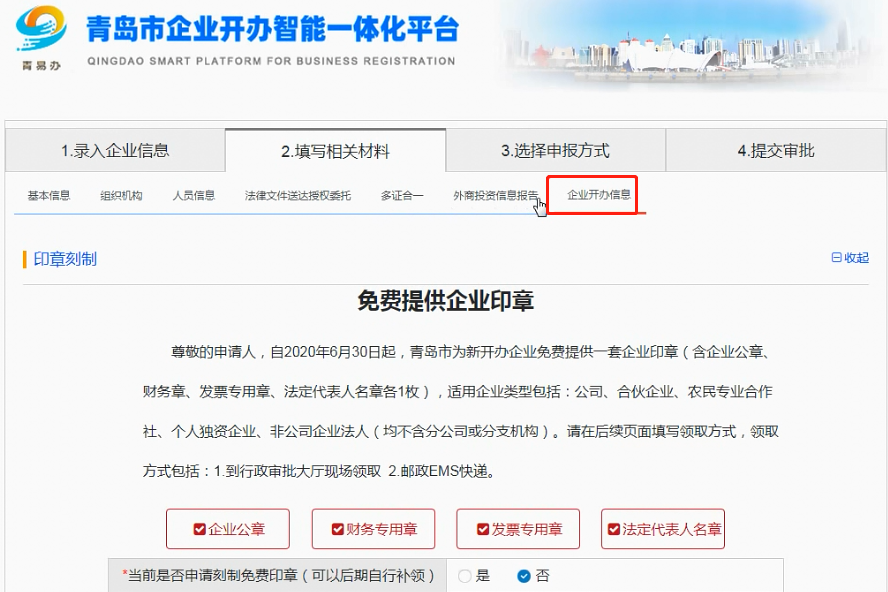 青岛市企业开办智能一体化平台
青易办
QINGDAO SMART PLATFORM FOR BUSINESS REGISTRATION
1.录入企业信息 2.填写相关材料 3.选择申报方式 4.提交审批
基本信息 组织机构 人员信息 法律文件送达授权委托 多证合一 外商投资信息报告 企业开办信息
印章刻制 收起
免费提供企业印章
尊敬的申请人，自2020年6月30日起，青岛市为新开办企业免费提供一套企业印章（含企业公章、
财务章、发票专用章、法定代表人名章各1枚），适用企业类型包括：公司、合伙企业、农民专业合作
社、个人独资企业、非公司企业法人（均不含分公司或分支机构）。请在后续页面填写领取方式，领取
方式包括：1.到行政审批大厅现场领取 2.邮政EMS快递。
企业公章 财务专用章 发票专用章 法定代表人名章
*当前是否申请刻制免费印章（可以后期自行补领） 是 否